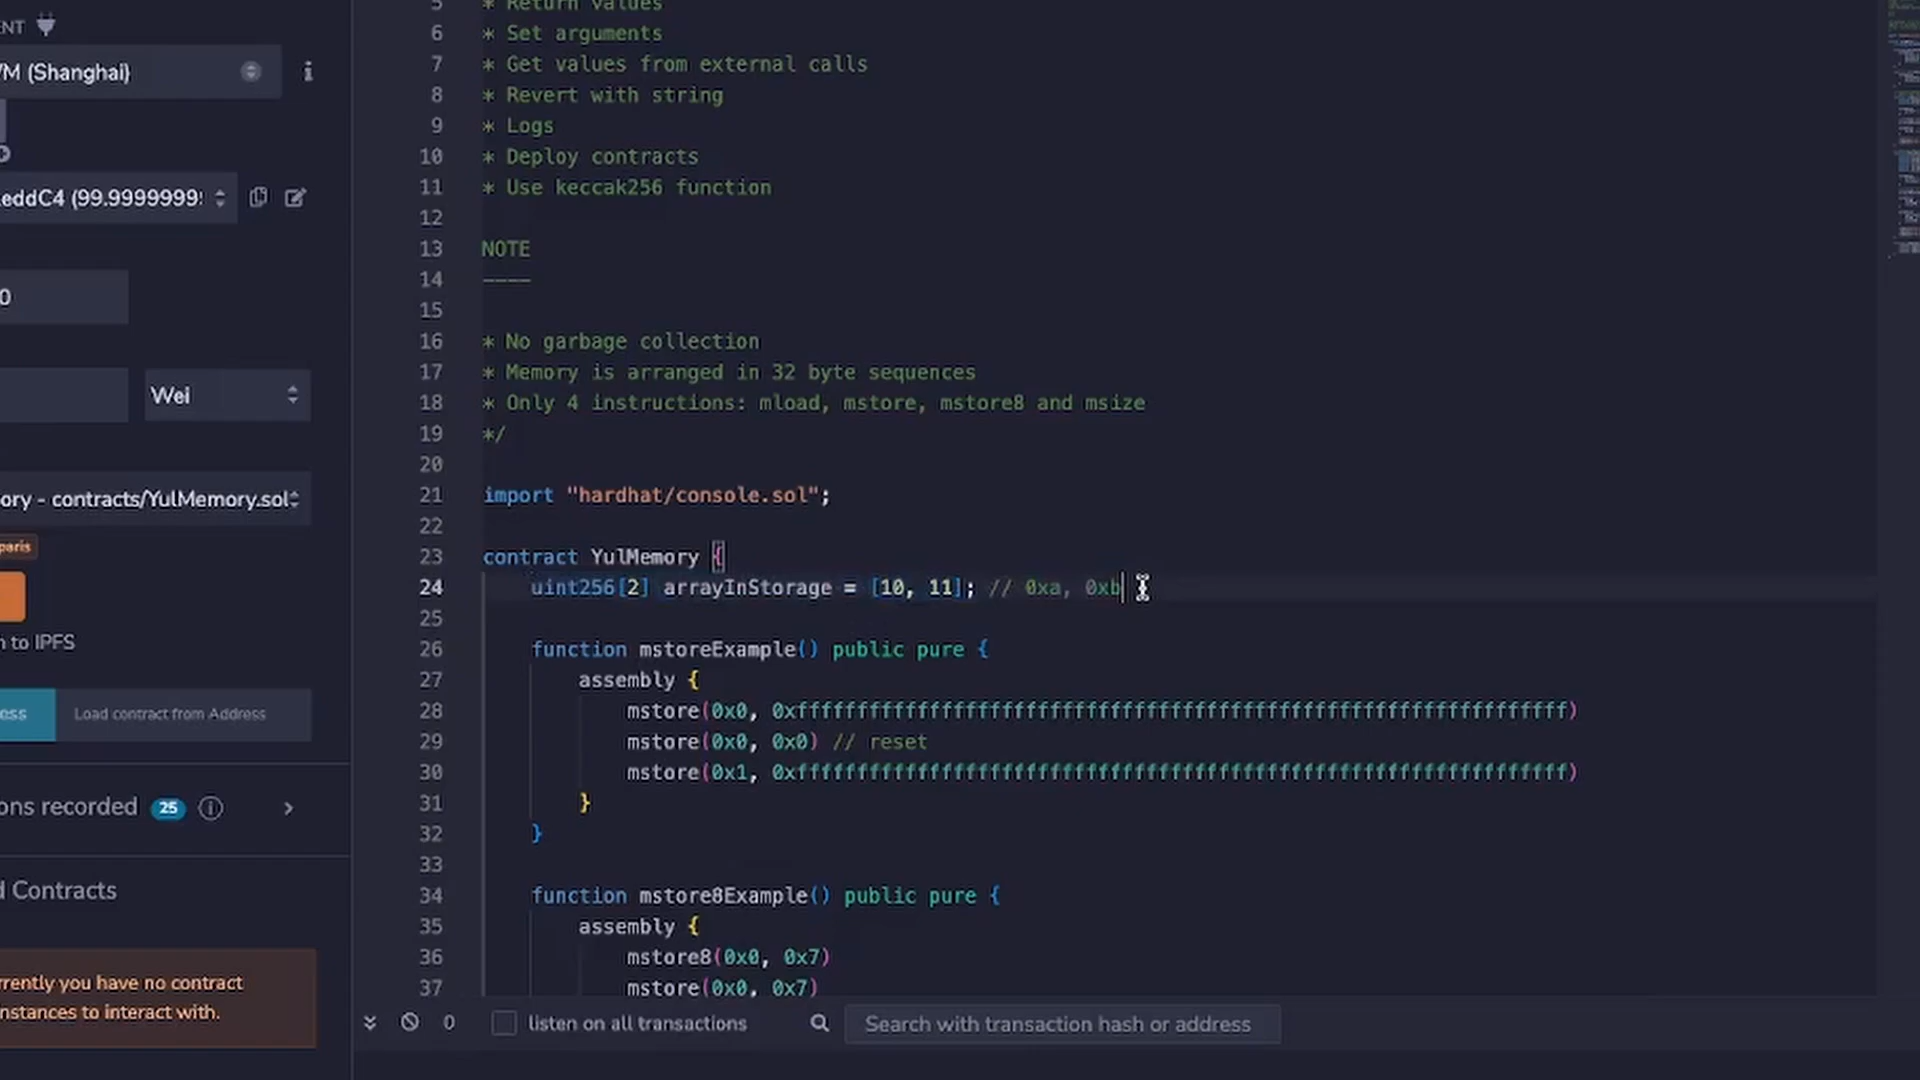 5 * Return values
6 * Set arguments
7 * Get values from external calls
8 * Revert with string
9 * Logs
10 * Deploy contracts
11 * Use keccak256 function
12
13 NOTE
14 ----
15
16 * No garbage collection
17 * Memory is arranged in 32 byte sequences
18 * Only 4 instructions: mload, mstore, mstore8 and msize
19 */
20
21 import "hardhat/console.sol";
22
23 contract YulMemory {
24 uint256[2] arrayInStorage = [10, 11]; // 0xa, 0xb
25
26 function mstoreExample() public pure {
27 assembly {
28 mstore(0x0, 0xffffffffffffffffffffffffffffffffffffffffffffffffffffffffffffffff)
29 mstore(0x0, 0x0) // reset
30 mstore(0x1, 0xffffffffffffffffffffffffffffffffffffffffffffffffffffffffffffffff)
31 }
32 }
33
34 function mstore8Example() public pure {
35 assembly {
36 mstore8(0x0, 0x7)
37 mstore(0x0, 0x7)
NT
VM (Shanghai)
eddC4 (99.9999999
0
Wei
ory - contracts/YulMemory.sol
paris
n to IPFS
ess Load contract from Address
ons recorded 25
d Contracts
rrently you have no contract
nstances to interact with.
0 listen on all transactions Search with transaction hash or address